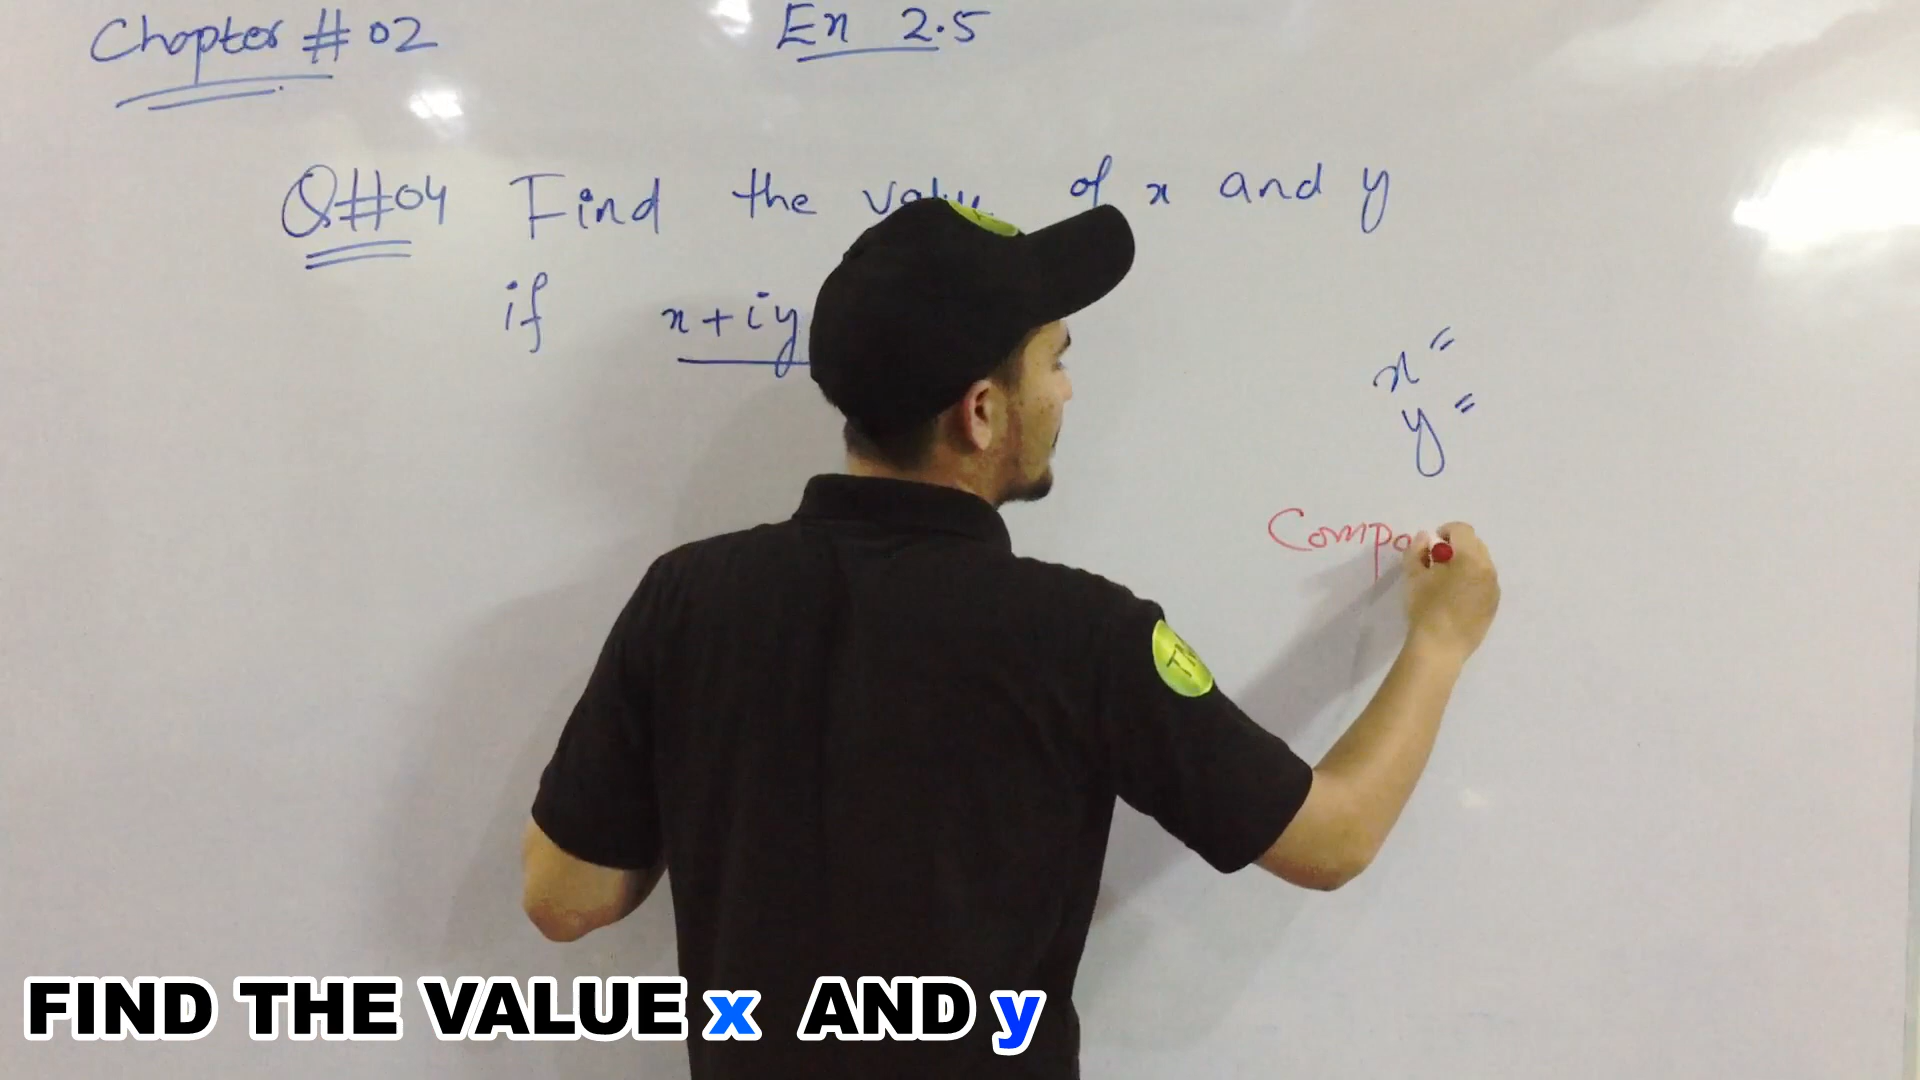 Chapter # 02
Ex 2.5
Q#04 Find the of x and y
if x+iy
x =
y =
Compa
FIND THE VALUE x AND y